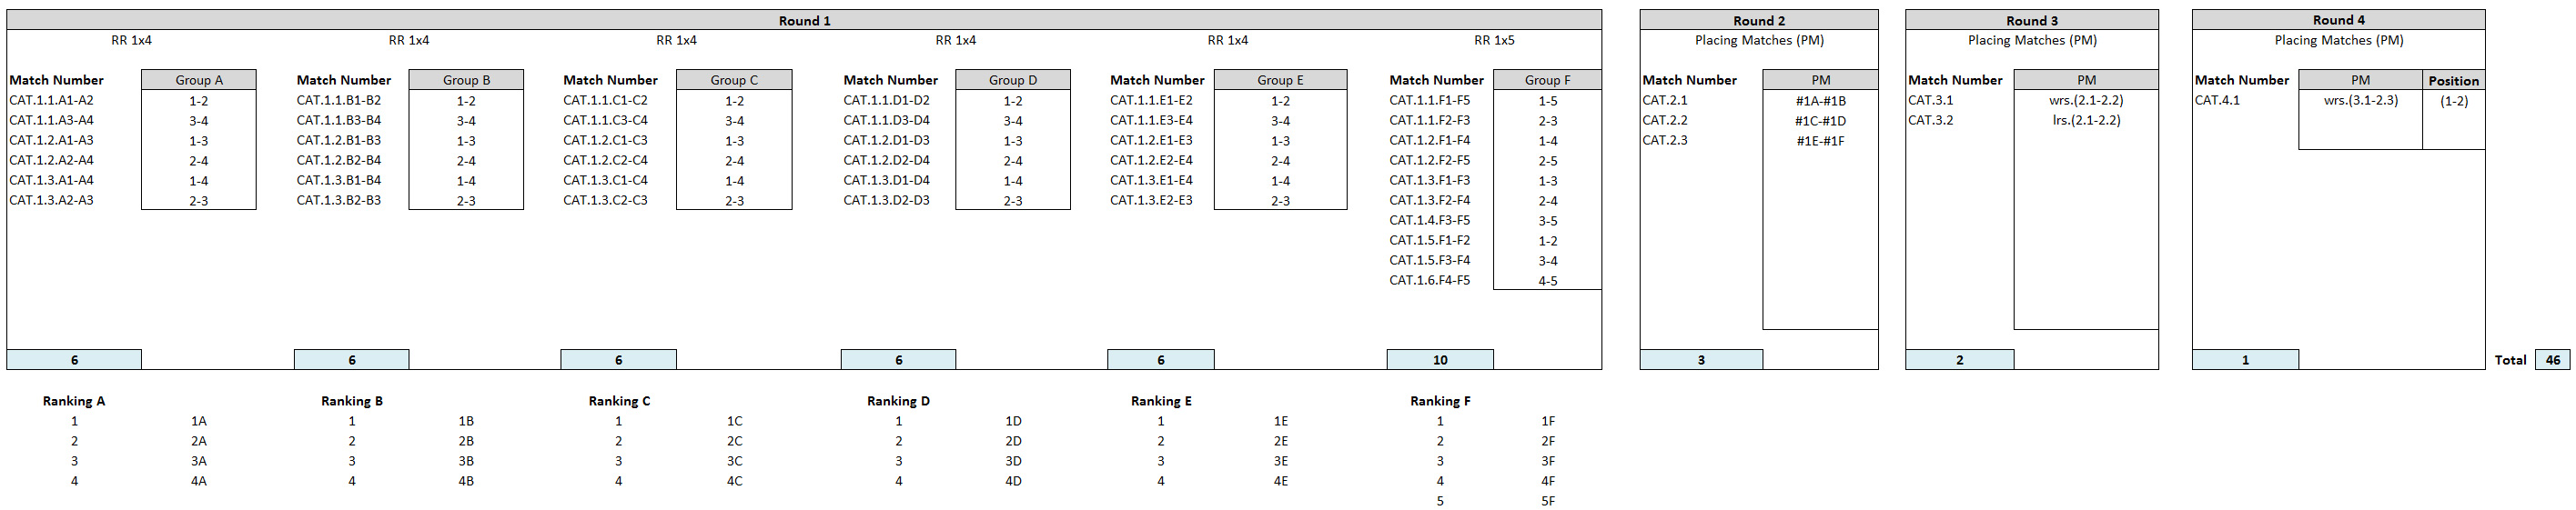 Round 1 Round 2 Round 3 Round 4
RR 1x4 RR 1x4 RR 1x4 RR 1x4 RR 1x4 RR 1x5 Placing Matches (PM) Placing Matches (PM) Placing Matches (PM)
Match Number Group A Match Number Group B Match Number Group C Match Number Group D Match Number Group E Match Number Group F Match Number PM Match Number PM Match Number PM Position
CAT.1.1.A1-A2 1-2 CAT.1.1.B1-B2 1-2 CAT.1.1.C1-C2 1-2 CAT.1.1.D1-D2 1-2 CAT.1.1.E1-E2 1-2 CAT.1.1.F1-F5 1-5 CAT.2.1 #1A-#1B CAT.3.1 wrs.(2.1-2.2) CAT.4.1 wrs.(3.1-2.3) (1-2)
CAT.1.1.A3-A4 3-4 CAT.1.1.B3-B4 3-4 CAT.1.1.C3-C4 3-4 CAT.1.1.D3-D4 3-4 CAT.1.1.E3-E4 3-4 CAT.1.1.F2-F3 2-3 CAT.2.2 #1C-#1D CAT.3.2 lrs.(2.1-2.2)
CAT.1.2.A1-A3 1-3 CAT.1.2.B1-B3 1-3 CAT.1.2.C1-C3 1-3 CAT.1.2.D1-D3 1-3 CAT.1.2.E1-E3 1-3 CAT.1.2.F1-F4 1-4 CAT.2.3 #1E-#1F
CAT.1.2.A2-A4 2-4 CAT.1.2.B2-B4 2-4 CAT.1.2.C2-C4 2-4 CAT.1.2.D2-D4 2-4 CAT.1.2.E2-E4 2-4 CAT.1.2.F2-F5 2-5
CAT.1.3.A1-A4 1-4 CAT.1.3.B1-B4 1-4 CAT.1.3.C1-C4 1-4 CAT.1.3.D1-D4 1-4 CAT.1.3.E1-E4 1-4 CAT.1.3.F1-F3 1-3
CAT.1.3.A2-A3 2-3 CAT.1.3.B2-B3 2-3 CAT.1.3.C2-C3 2-3 CAT.1.3.D2-D3 2-3 CAT.1.3.E2-E3 2-3 CAT.1.3.F2-F4 2-4
CAT.1.4.F3-F5 3-5
CAT.1.5.F1-F2 1-2
CAT.1.5.F3-F4 3-4
CAT.1.6.F4-F5 4-5
6 6 6 6 6 10 3 2 1 Total 46
Ranking A Ranking B Ranking C Ranking D Ranking E Ranking F
1 1A 1 1B 1 1C 1 1D 1 1E 1 1F
2 2A 2 2B 2 2C 2 2D 2 2E 2 2F
3 3A 3 3B 3 3C 3 3D 3 3E 3 3F
4 4A 4 4B 4 4C 4 4D 4 4E 4 4F
5 5F